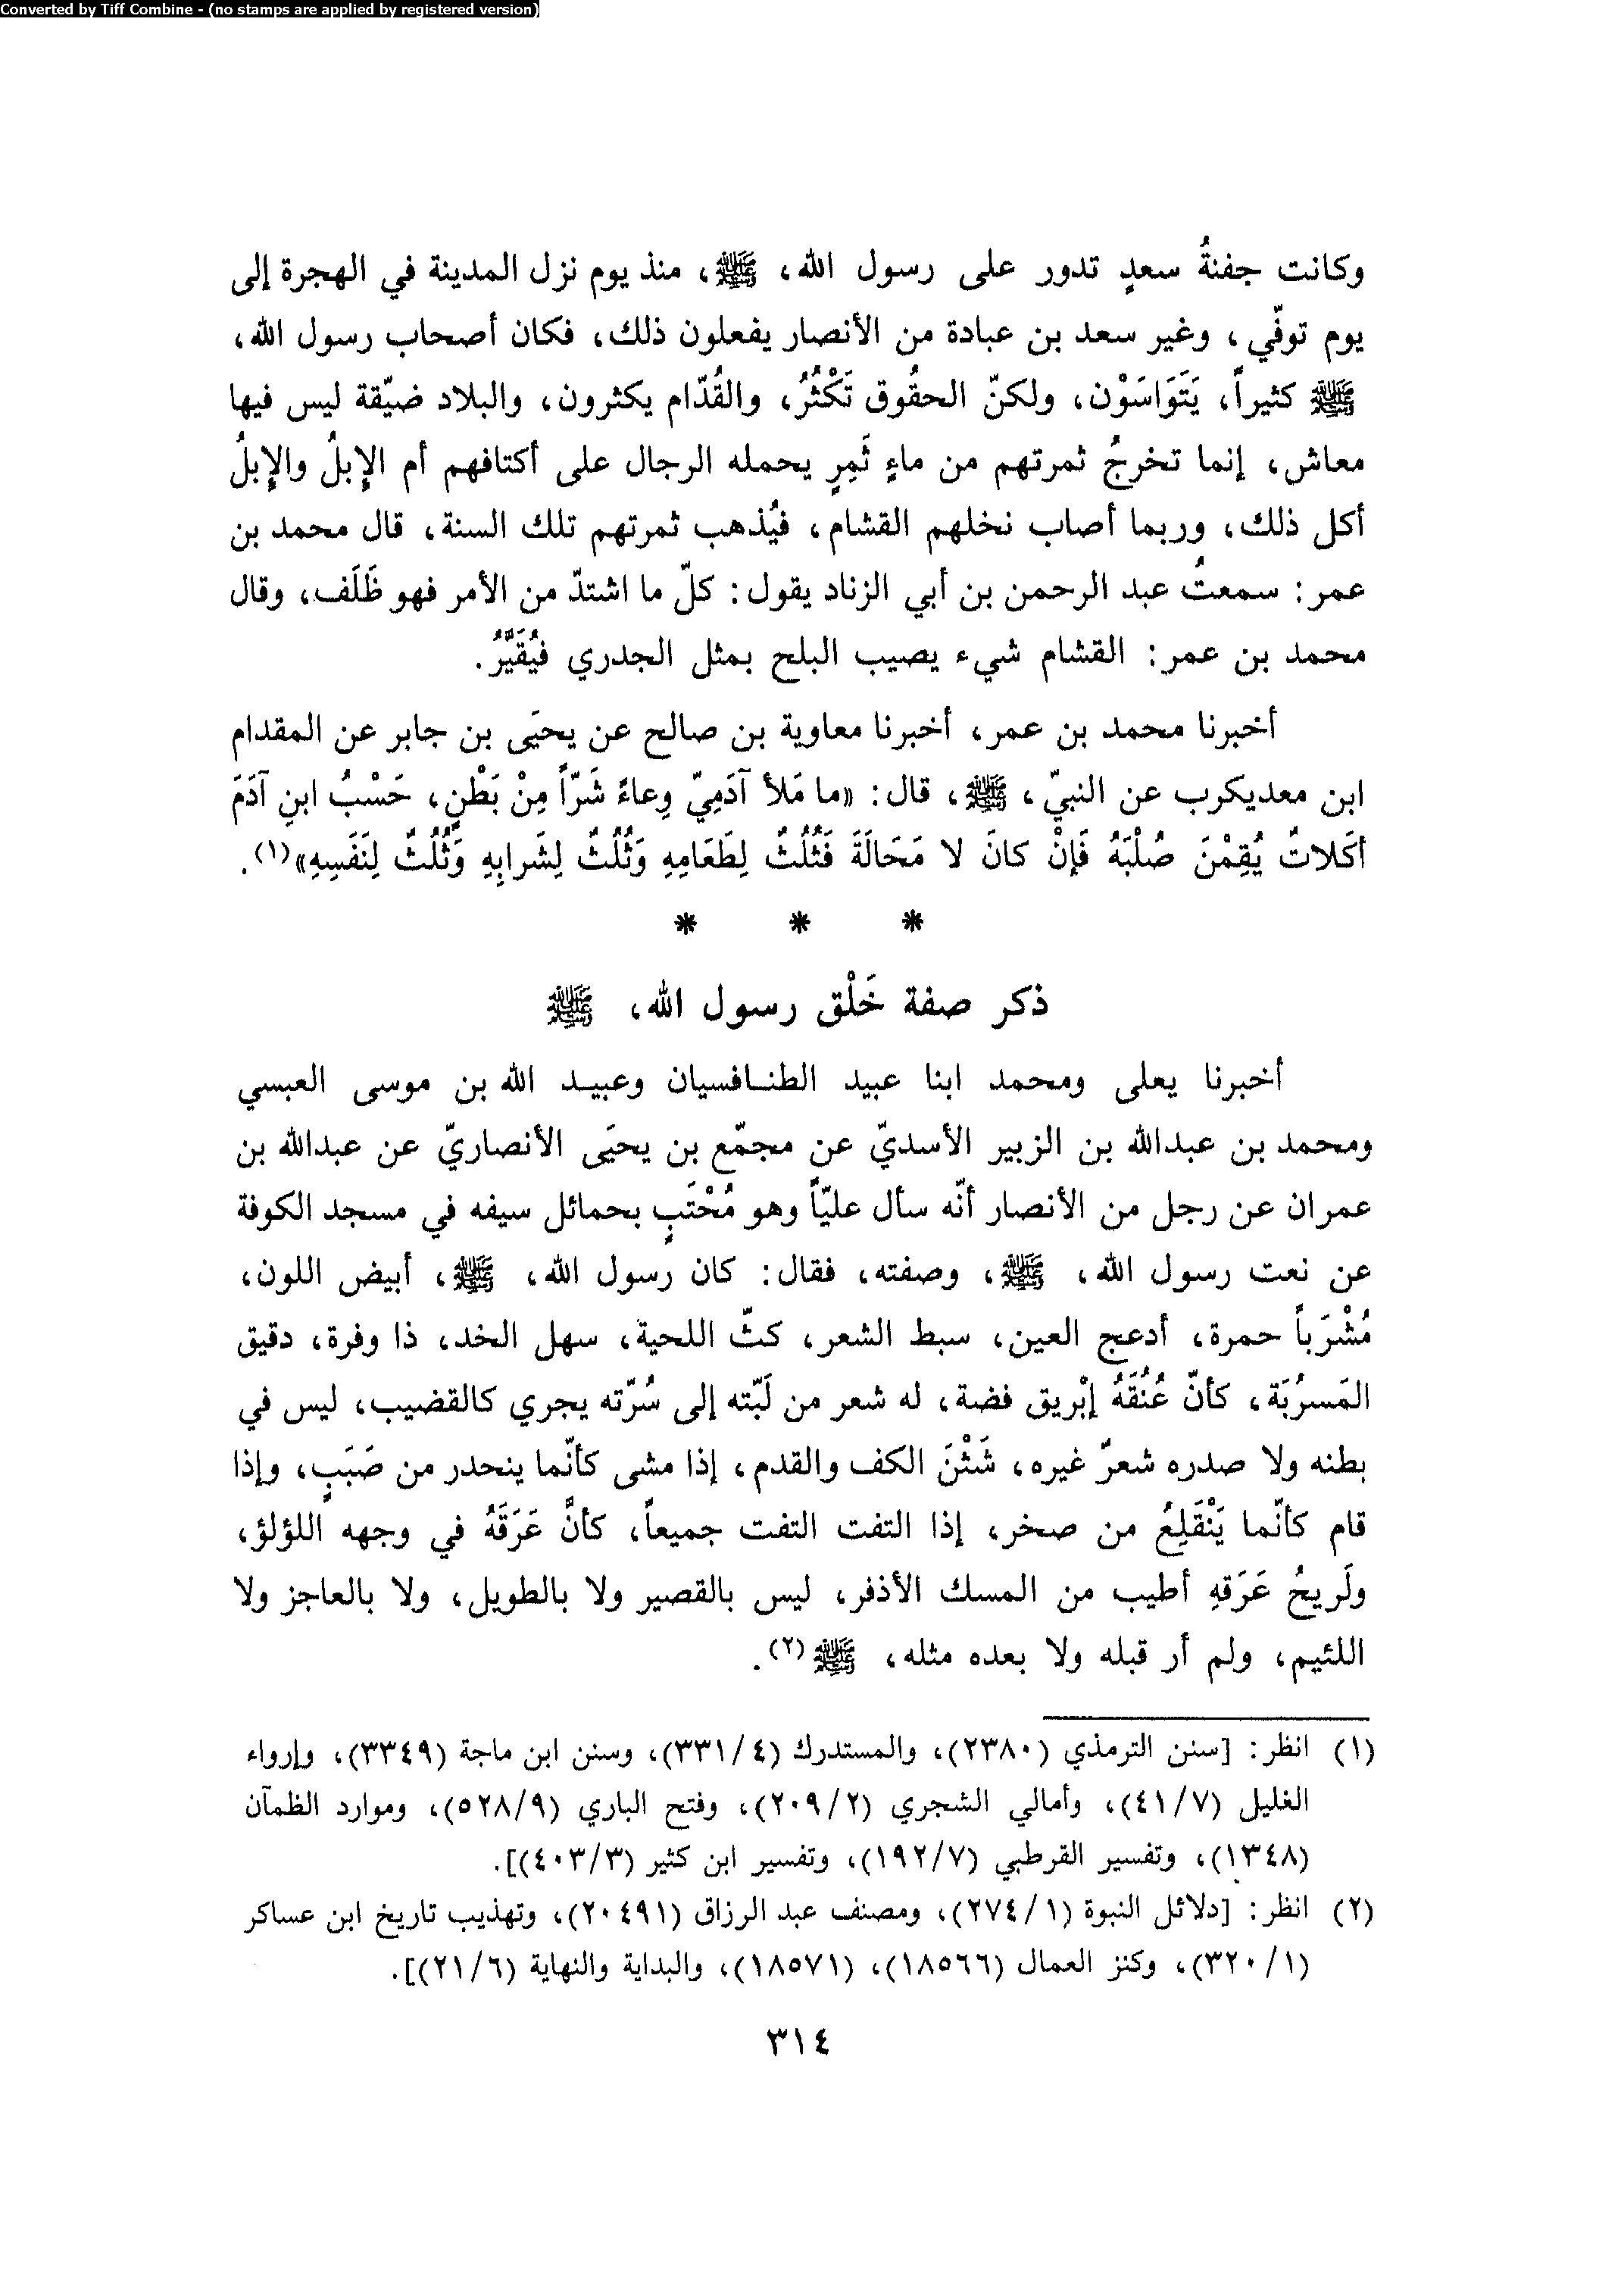 Converted by Tiff Combine - (no stamps are applied by registered version)
وكانت جفنةُ سعدٍ تدور على رسول الله، ﷺ، منذ يوم نزل المدينة في الهجرة إلى
يوم توفّي، وغير سعد بن عبادة من الأنصار يفعلون ذلك، فكان أصحاب رسول الله،
ﷺ كثيراً، يَتَوَاسَوْن، ولكنّ الحقُوق تَكْثُرُ، والقُدّام يكثرون، والبلاد ضيّقة ليس فيها
معاش، إنما تخرجُ ثمرتهم من ماءٍ ثَمِرٍ يحمله الرجال على أكتافهم أم الإبلُ والإبلُ
أكل ذلك، وربما أصاب نخلهم القشام، فيُذهب ثمرتهم تلك السنة، قال محمد بن
عمر: سمعتُ عبد الرحمن بن أبي الزناد يقول: كلّ ما اشتدّ من الأمر فهو ظَلَف، وقال
محمد بن عمر: القشام شيء يصيب البلح بمثل الجدري فيُقَيَّرُ.
أخبرنا محمد بن عمر، أخبرنا معاوية بن صالح عن يحيَى بن جابر عن المقدام
ابن معديكرب عن النبيّ، ﷺ، قال: «ما مَلأ آدَمِيّ وِعاءً شَرّاً مِنْ بَطْنٍ، حَسْبُ ابنِ آدَمَ
أكَلاتٌ يُقِمْنَ صُلْبَهُ فَإنْ كانَ لا مَحَالَةَ فَثُلُثٌ لِطَعَامِهِ وَثُلُثٌ لِشَرابِهِ وَثُلُثٌ لِنَفَسِهِ»(١).
* * *
ذكر صفة خَلْق رسول الله، ﷺ
أخبرنا يعلى ومحمد ابنا عبيد الطنافسيان وعبيد الله بن موسى العبسي
ومحمد بن عبدالله بن الزبير الأسديّ عن مجمّع بن يحيَى الأنصاريّ عن عبدالله بن
عمران عن رجل من الأنصار أنّه سأل عليّاً وهو مُحْتَبٍ بحمائل سيفه في مسجد الكوفة
عن نعت رسول الله، ﷺ، وصفته، فقال: كان رسول الله، ﷺ، أبيض اللون،
مُشْرَباً حمرة، أدعج العين، سبط الشعر، كثّ اللحية، سهل الخد، ذا وفرة، دقيق
المَسرُبَة، كأنّ عُنُقَهُ إبْريق فضة، له شعر من لَبّته إلى سُرّته يجري كالقضيب، ليس في
بطنه ولا صدره شعرٌ غيره، شَثْنَ الكف والقدم، إذا مشى كأنّما ينحدر من صَبَبٍ، وإذا
قام كأنّما يَنْقَلِعُ من صخر، إذا التفت التفت جميعاً، كأنَّ عَرَقَهُ في وجهه اللؤلؤ،
ولَريحُ عَرَقهِ أطيب من المسك الأذفر، ليس بالقصير ولا بالطويل، ولا بالعاجز ولا
اللئيم، ولم أر قبله ولا بعده مثله، ﷺ(٢).
(١) انظر: [سنن الترمذي (٢٣٨٠)، والمستدرك (٣٣١/٤)، وسنن ابن ماجة (٣٣٤٩)، وإرواء
الغليل (٤١/٧)، وأمالي الشجري (٢٠٩/٢)، وفتح الباري (٥٢٨/٩)، وموارد الظمآن
(١٣٤٨)، وتفسير القرطبي (١٩٢/٧)، وتفسير ابن كثير (٤٠٣/٣)].
(٢) انظر: [دلائل النبوة (٢٧٤/١)، ومصنف عبد الرزاق (٢٠٤٩١)، وتهذيب تاريخ ابن عساكر
(٣٢٠/١)، وكنز العمال (١٨٥٦٦)، (١٨٥٧١)، والبداية والنهاية (٢١/٦)].
٣١٤